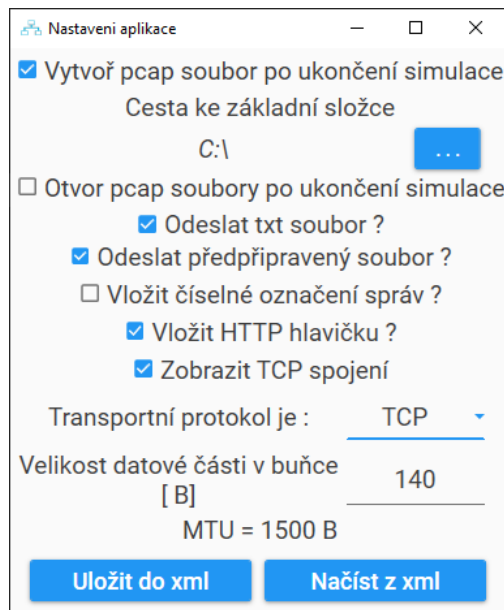 Nastaveni aplikace
Vytvoř pcap soubor po ukončení simulace
Cesta ke základní složce
C:\
...
Otvor pcap soubory po ukončení simulace
Odeslat txt soubor ?
Odeslat předpřipravený soubor ?
Vložit číselné označení správ ?
Vložit HTTP hlavičku ?
Zobrazit TCP spojení
Transportní protokol je : TCP
Velikost datové části v buňce
[ B] 140
MTU = 1500 B
Uložit do xml Načíst z xml